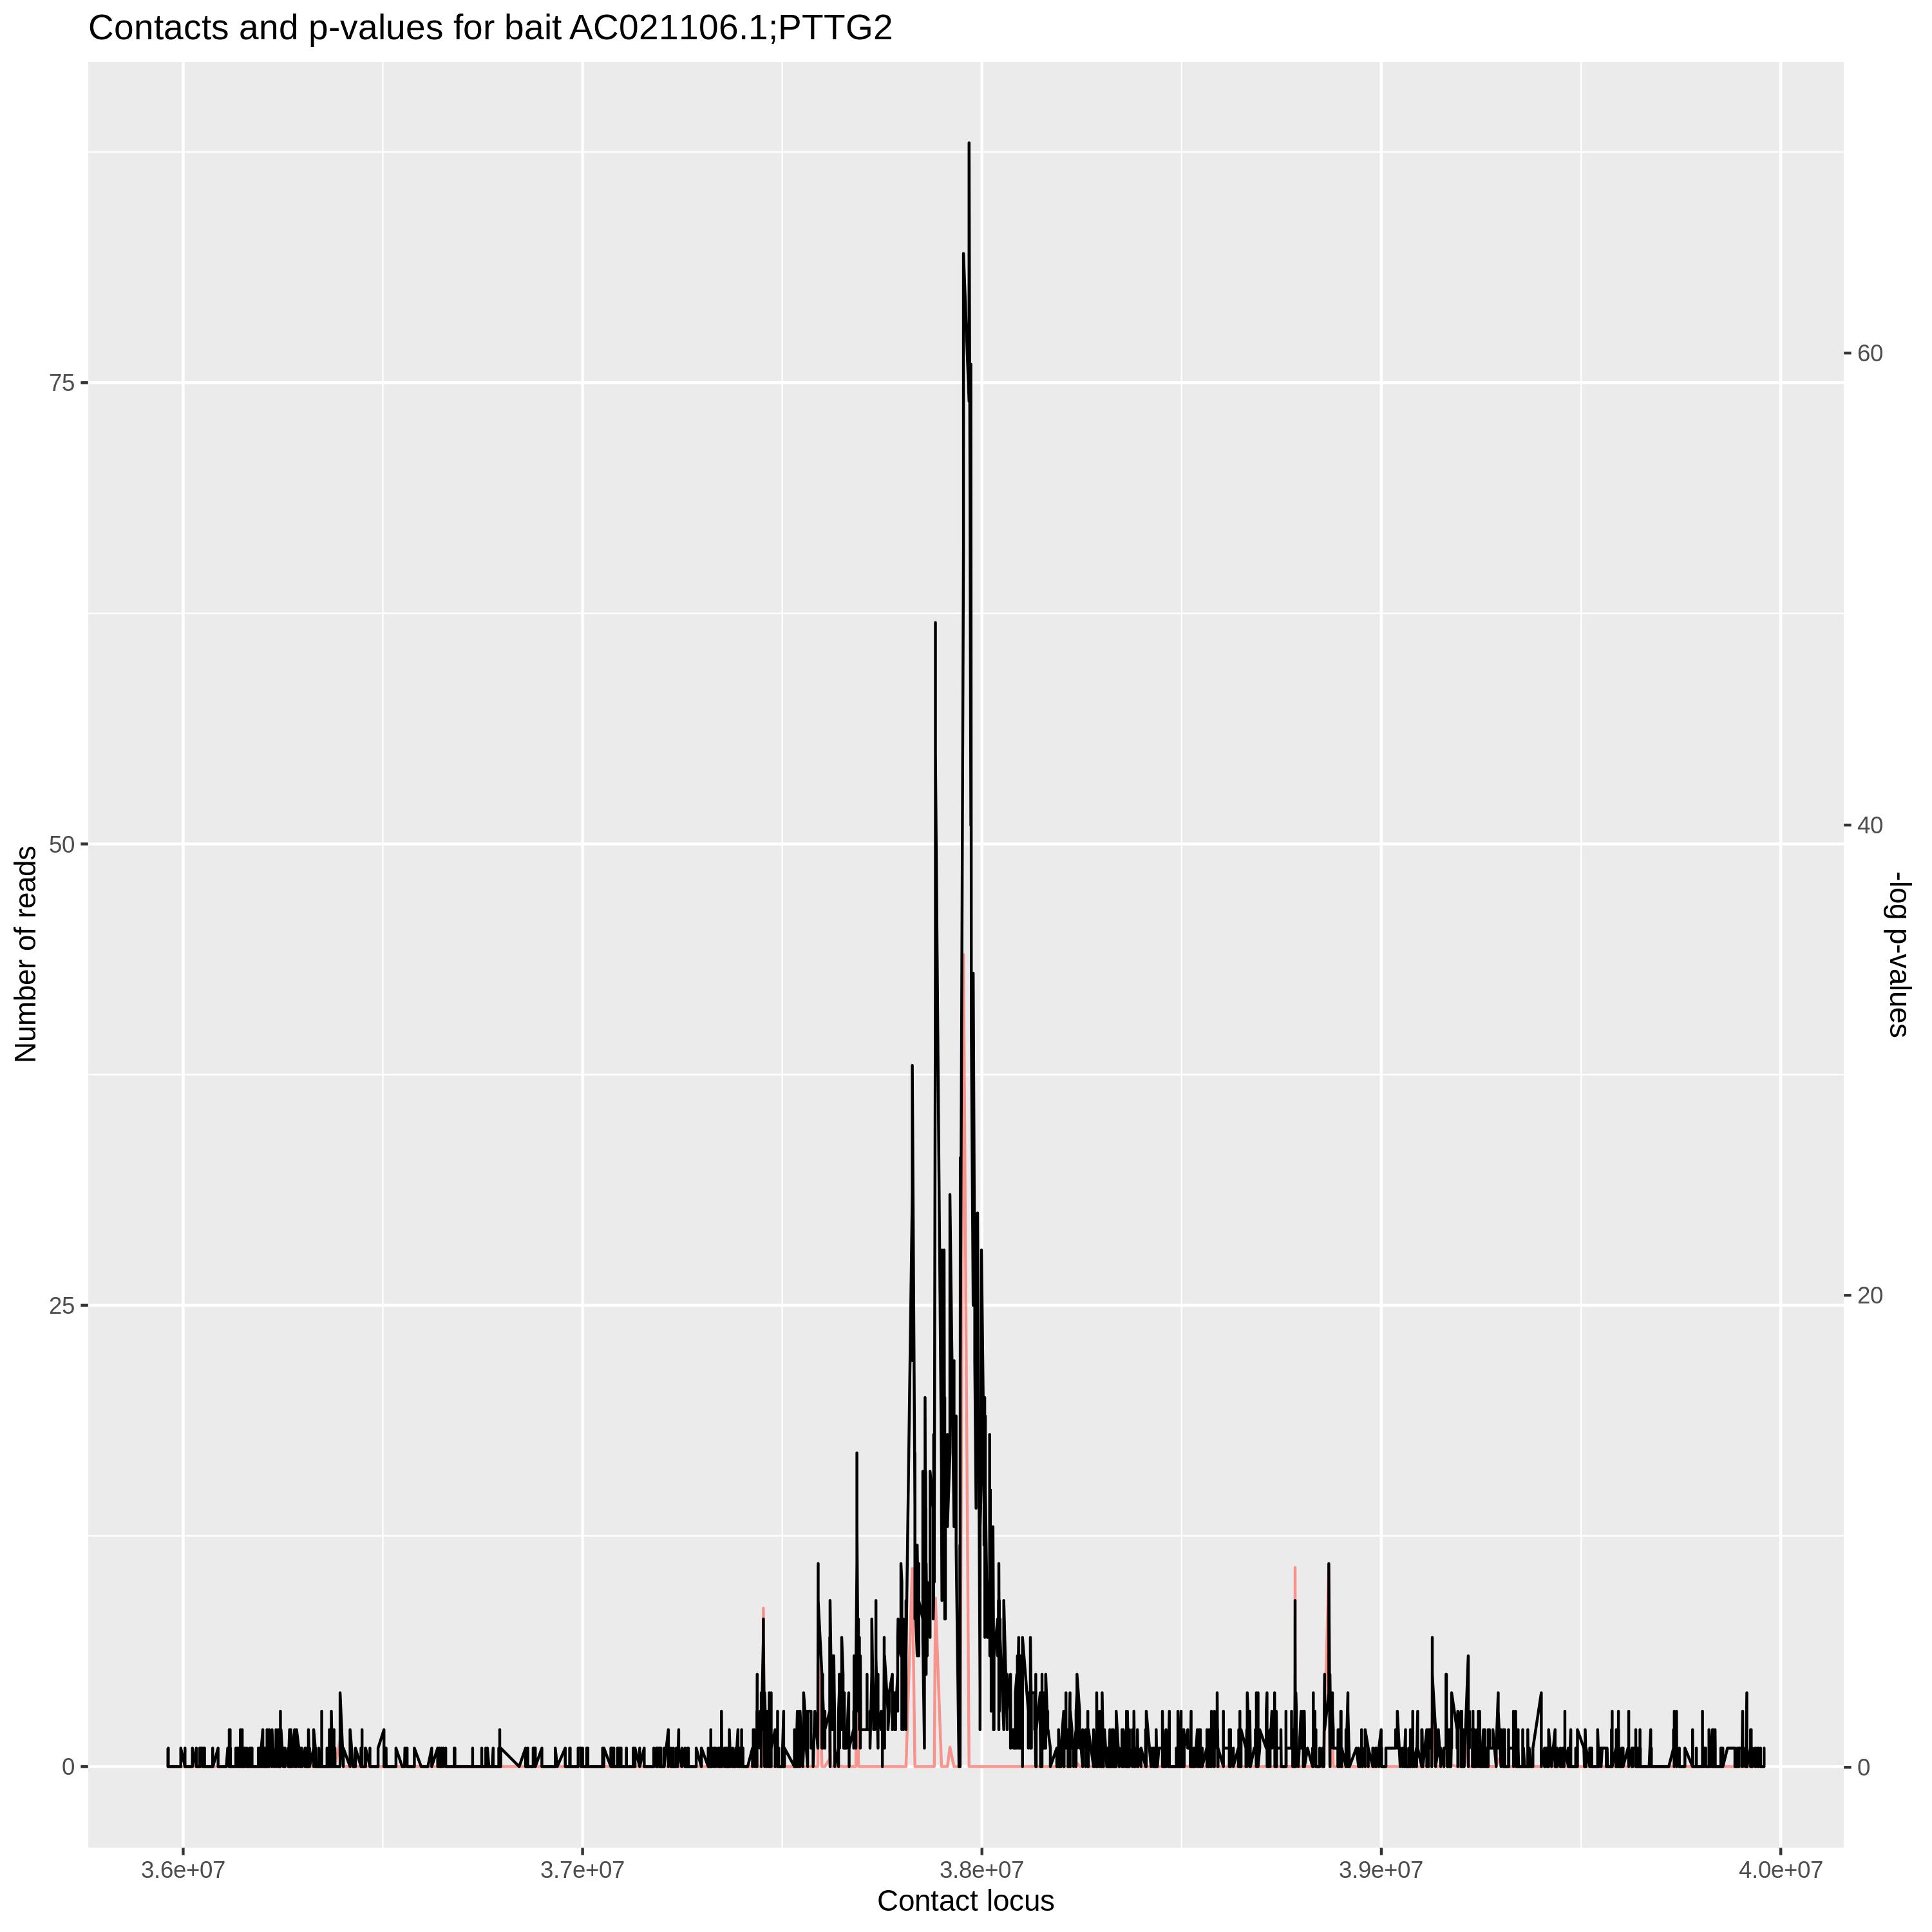 Contacts and p-values for bait AC021106.1;PTTG2
75
50
25
0
Number of reads
60
40
20
0
-log p-values
3.6e+07
3.7e+07
3.8e+07
3.9e+07
4.0e+07
Contact locus